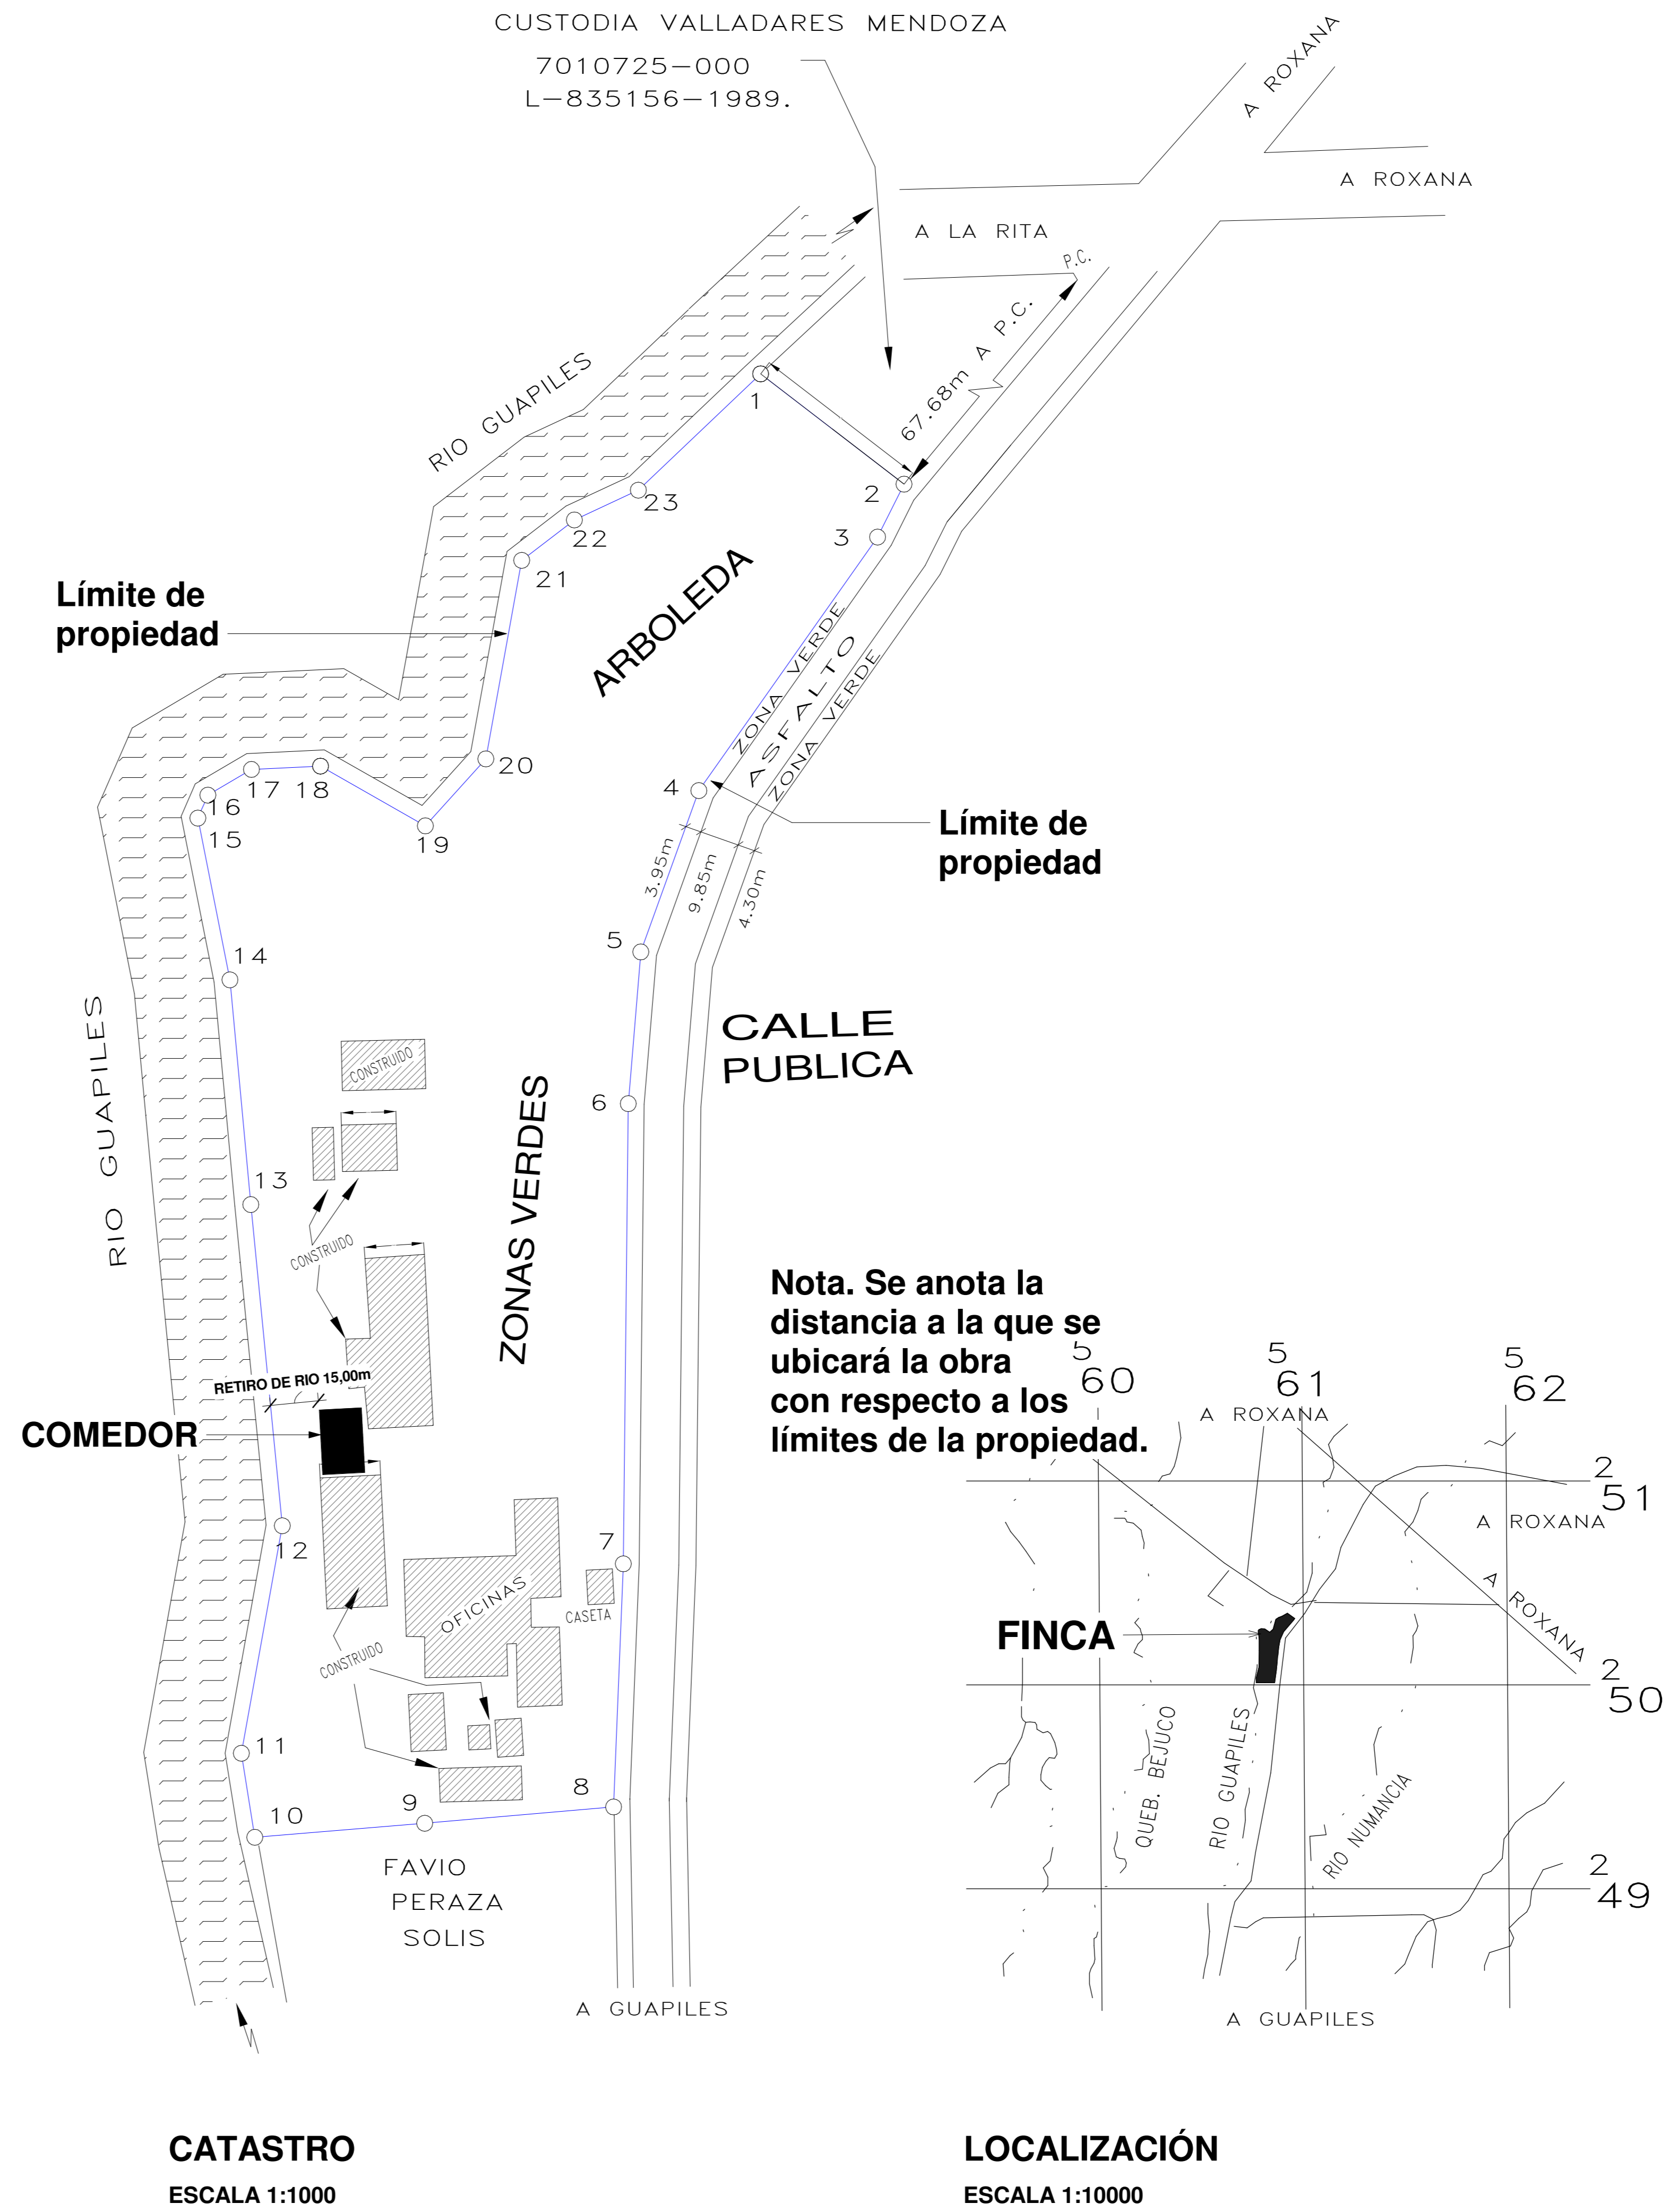 CUSTODIA VALLADARES MENDOZA
7010725-000
L-835156-1989.
A ROXANA
A ROXANA
A LA RITA
P.C.
67.68m A P.C.
RIO GUAPILES
1
2
3
23
22
21
ARBOLEDA
Límite de
propiedad
ZONA VERDE
ASFALTO
ZONA VERDE
20
4
17
18
16
15
19
Límite de
propiedad
3.95m
9.85m
4.30m
5
14
RIO GUAPILES
CALLE
PUBLICA
CONSTRUIDO
6
ZONAS VERDES
13
CONSTRUIDO
Nota. Se anota la
distancia a la que se
ubicará la obra
con respecto a los
límites de la propiedad.
RETIRO DE RIO 15,00m
COMEDOR
12
7
OFICINAS
CASETA
CONSTRUIDO
11
10
9
8
FAVIO
PERAZA
SOLIS
A GUAPILES
5
60
5
61
5
62
A ROXANA
2
51
A ROXANA
A ROXANA
FINCA
2
50
QUEB. BEJUCO
RIO GUAPILES
RIO NUMANCIA
2
49
A GUAPILES
CATASTRO
ESCALA 1:1000
LOCALIZACIÓN
ESCALA 1:10000